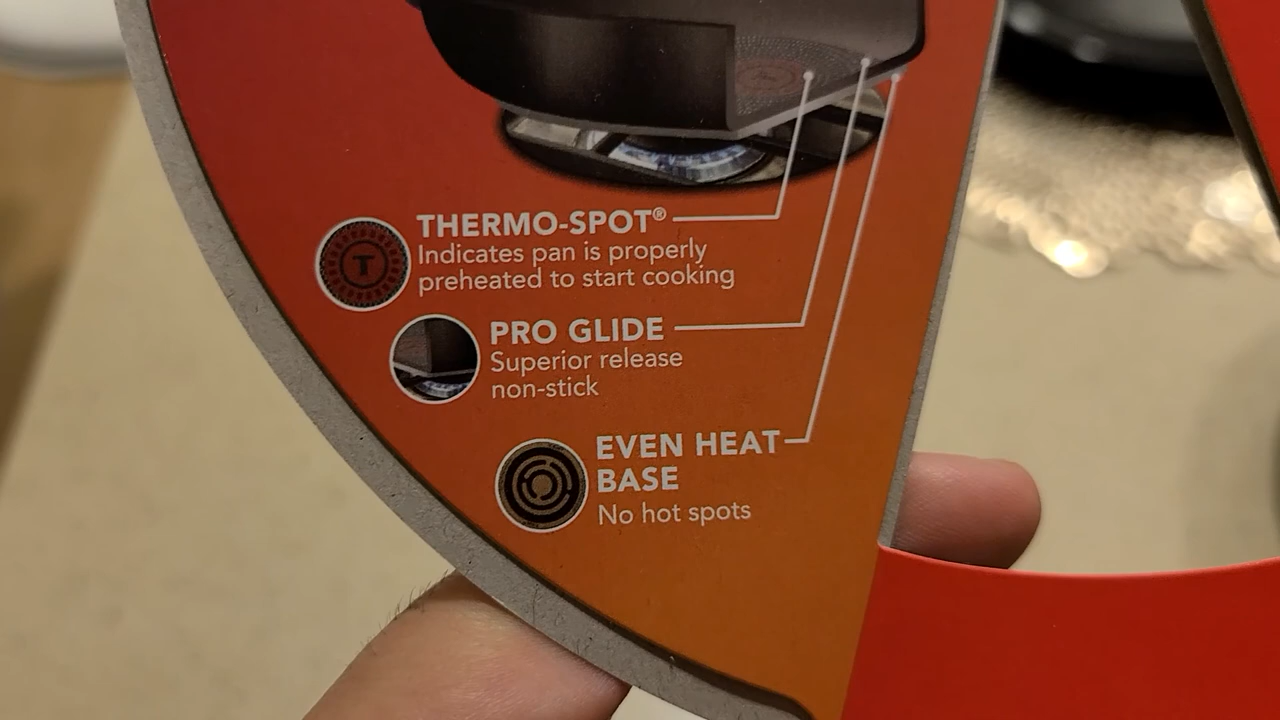 THERMO-SPOT®
Indicates pan is properly
preheated to start cooking
T
PRO GLIDE
Superior release
non-stick
EVEN HEAT
BASE
No hot spots